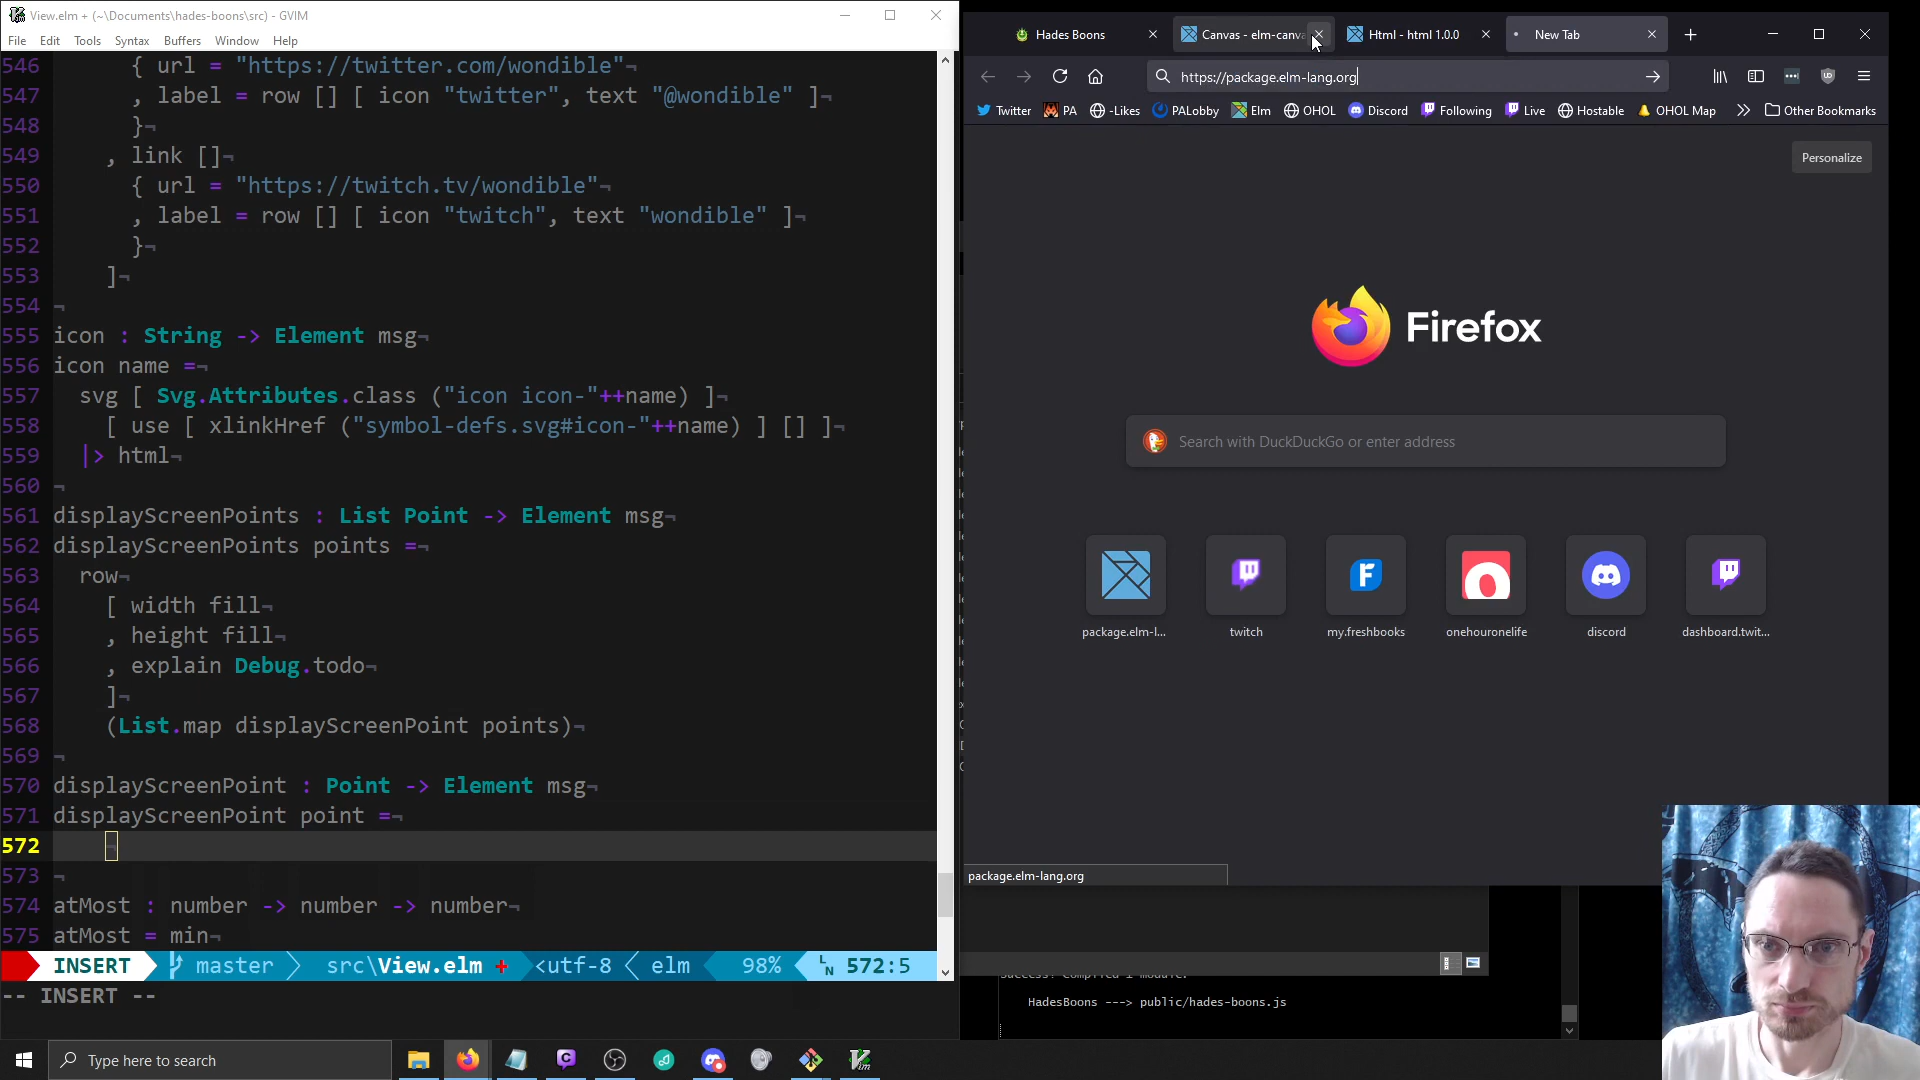 View.elm + (~\Documents\hades-boons\src) - GVIM
File Edit Tools Syntax Buffers Window Help
546 { url = "https://twitter.com/wondible"¬
547 , label = row [] [ icon "twitter", text "@wondible" ]¬
548 }¬
549 , link []¬
550 { url = "https://twitch.tv/wondible"¬
551 , label = row [] [ icon "twitch", text "wondible" ]¬
552 }¬
553 ]¬
554 ¬
555 icon : String -> Element msg¬
556 icon name =¬
557 svg [ Svg.Attributes.class ("icon icon-"++name) ]¬
558 [ use [ xlinkHref ("symbol-defs.svg#icon-"++name) ] [] ]¬
559 |> html¬
560 ¬
561 displayScreenPoints : List Point -> Element msg¬
562 displayScreenPoints points =¬
563 row¬
564 [ width fill¬
565 , height fill¬
566 , explain Debug.todo¬
567 ]¬
568 (List.map displayScreenPoint points)¬
569 ¬
570 displayScreenPoint : Point -> Element msg¬
571 displayScreenPoint point =¬
572 ¬
573 ¬
574 atMost : number -> number -> number¬
575 atMost = min¬
INSERT master src\View.elm + <utf-8 elm 98% LN 572:5
-- INSERT --
Hades Boons
Canvas - elm-canva
Html - html 1.0.0
New Tab
https://package.elm-lang.org
Twitter PA -Likes PALobby Elm OHOL Discord Following Live Hostable OHOL Map Other Bookmarks
Personalize
Firefox
Search with DuckDuckGo or enter address
package.elm-l... twitch my.freshbooks onehouronelife discord dashboard.twit...
package.elm-lang.org
HadesBoons ---> public/hades-boons.js
Type here to search